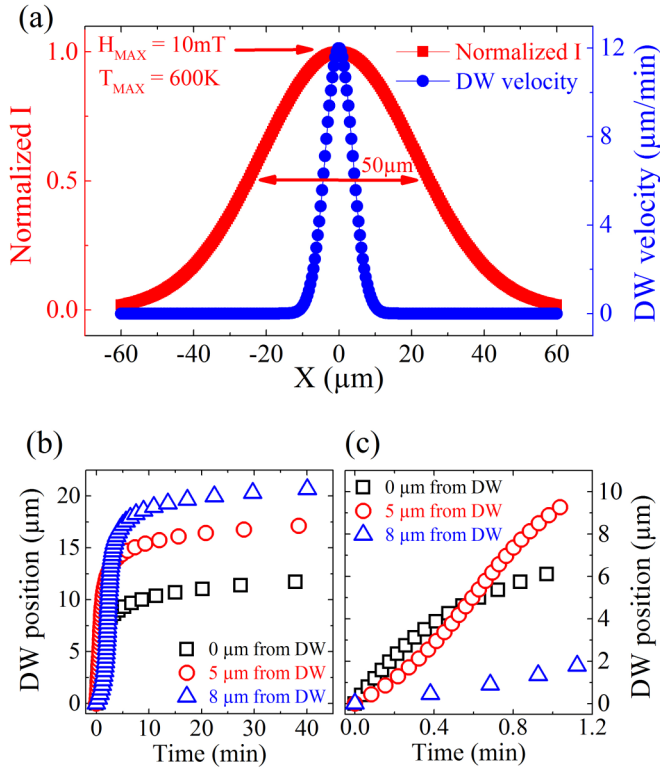 (a)
H_MAX = 10mT
T_MAX = 600K
Normalized I
DW velocity
50µm
1.0
0.5
0.0
Normalized I
12
8
4
0
DW velocity (µm/min)
-60 -40 -20 0 20 40 60
X (µm)
(b)
20
15
10
5
0
DW position (µm)
0 µm from DW
5 µm from DW
8 µm from DW
0 10 20 30 40
Time (min)
(c)
0 µm from DW
5 µm from DW
8 µm from DW
10
8
6
4
2
0
DW position (µm)
0.0 0.4 0.8 1.2
Time (min)